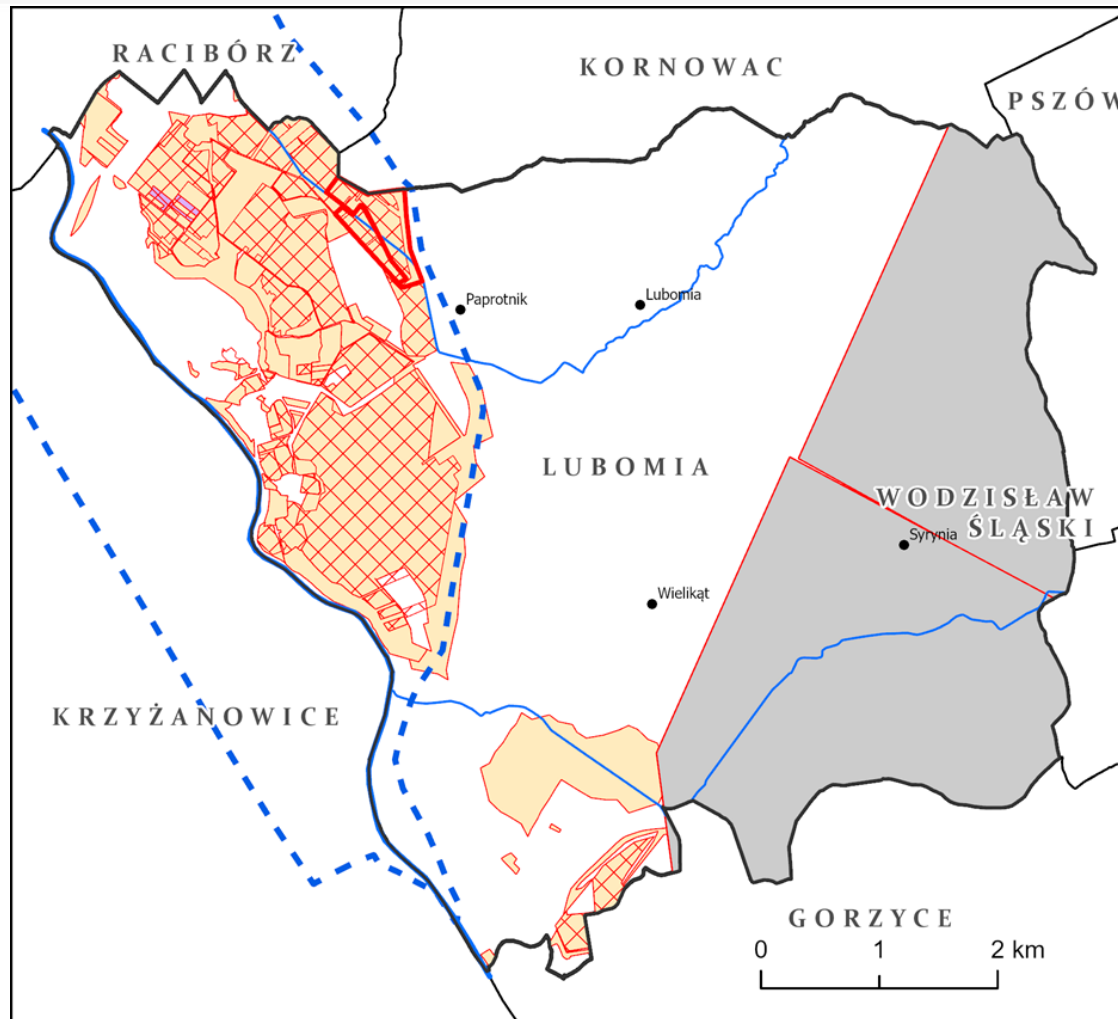 RACIBÓRZ
KORNOWAC
PSZÓW
Paprotnik
Lubomia
LUBOMIA
WODZISŁAW
ŚLĄSKI
Syrynia
Wielikąt
KRZYŻANOWICE
GORZYCE
0 1 2 km